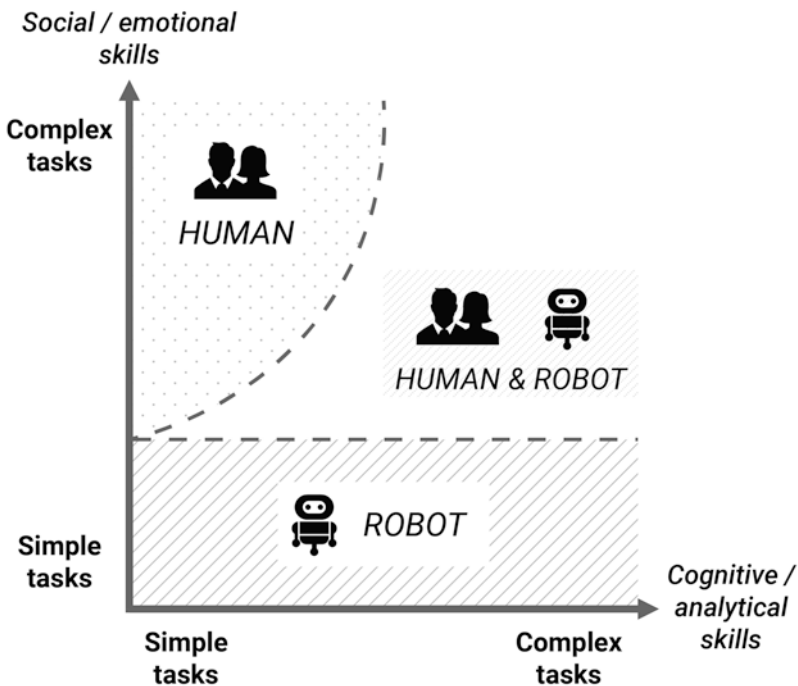 Social / emotional
skills
Complex
tasks
HUMAN
HUMAN & ROBOT
ROBOT
Simple
tasks
Cognitive /
analytical
skills
Simple
tasks
Complex
tasks